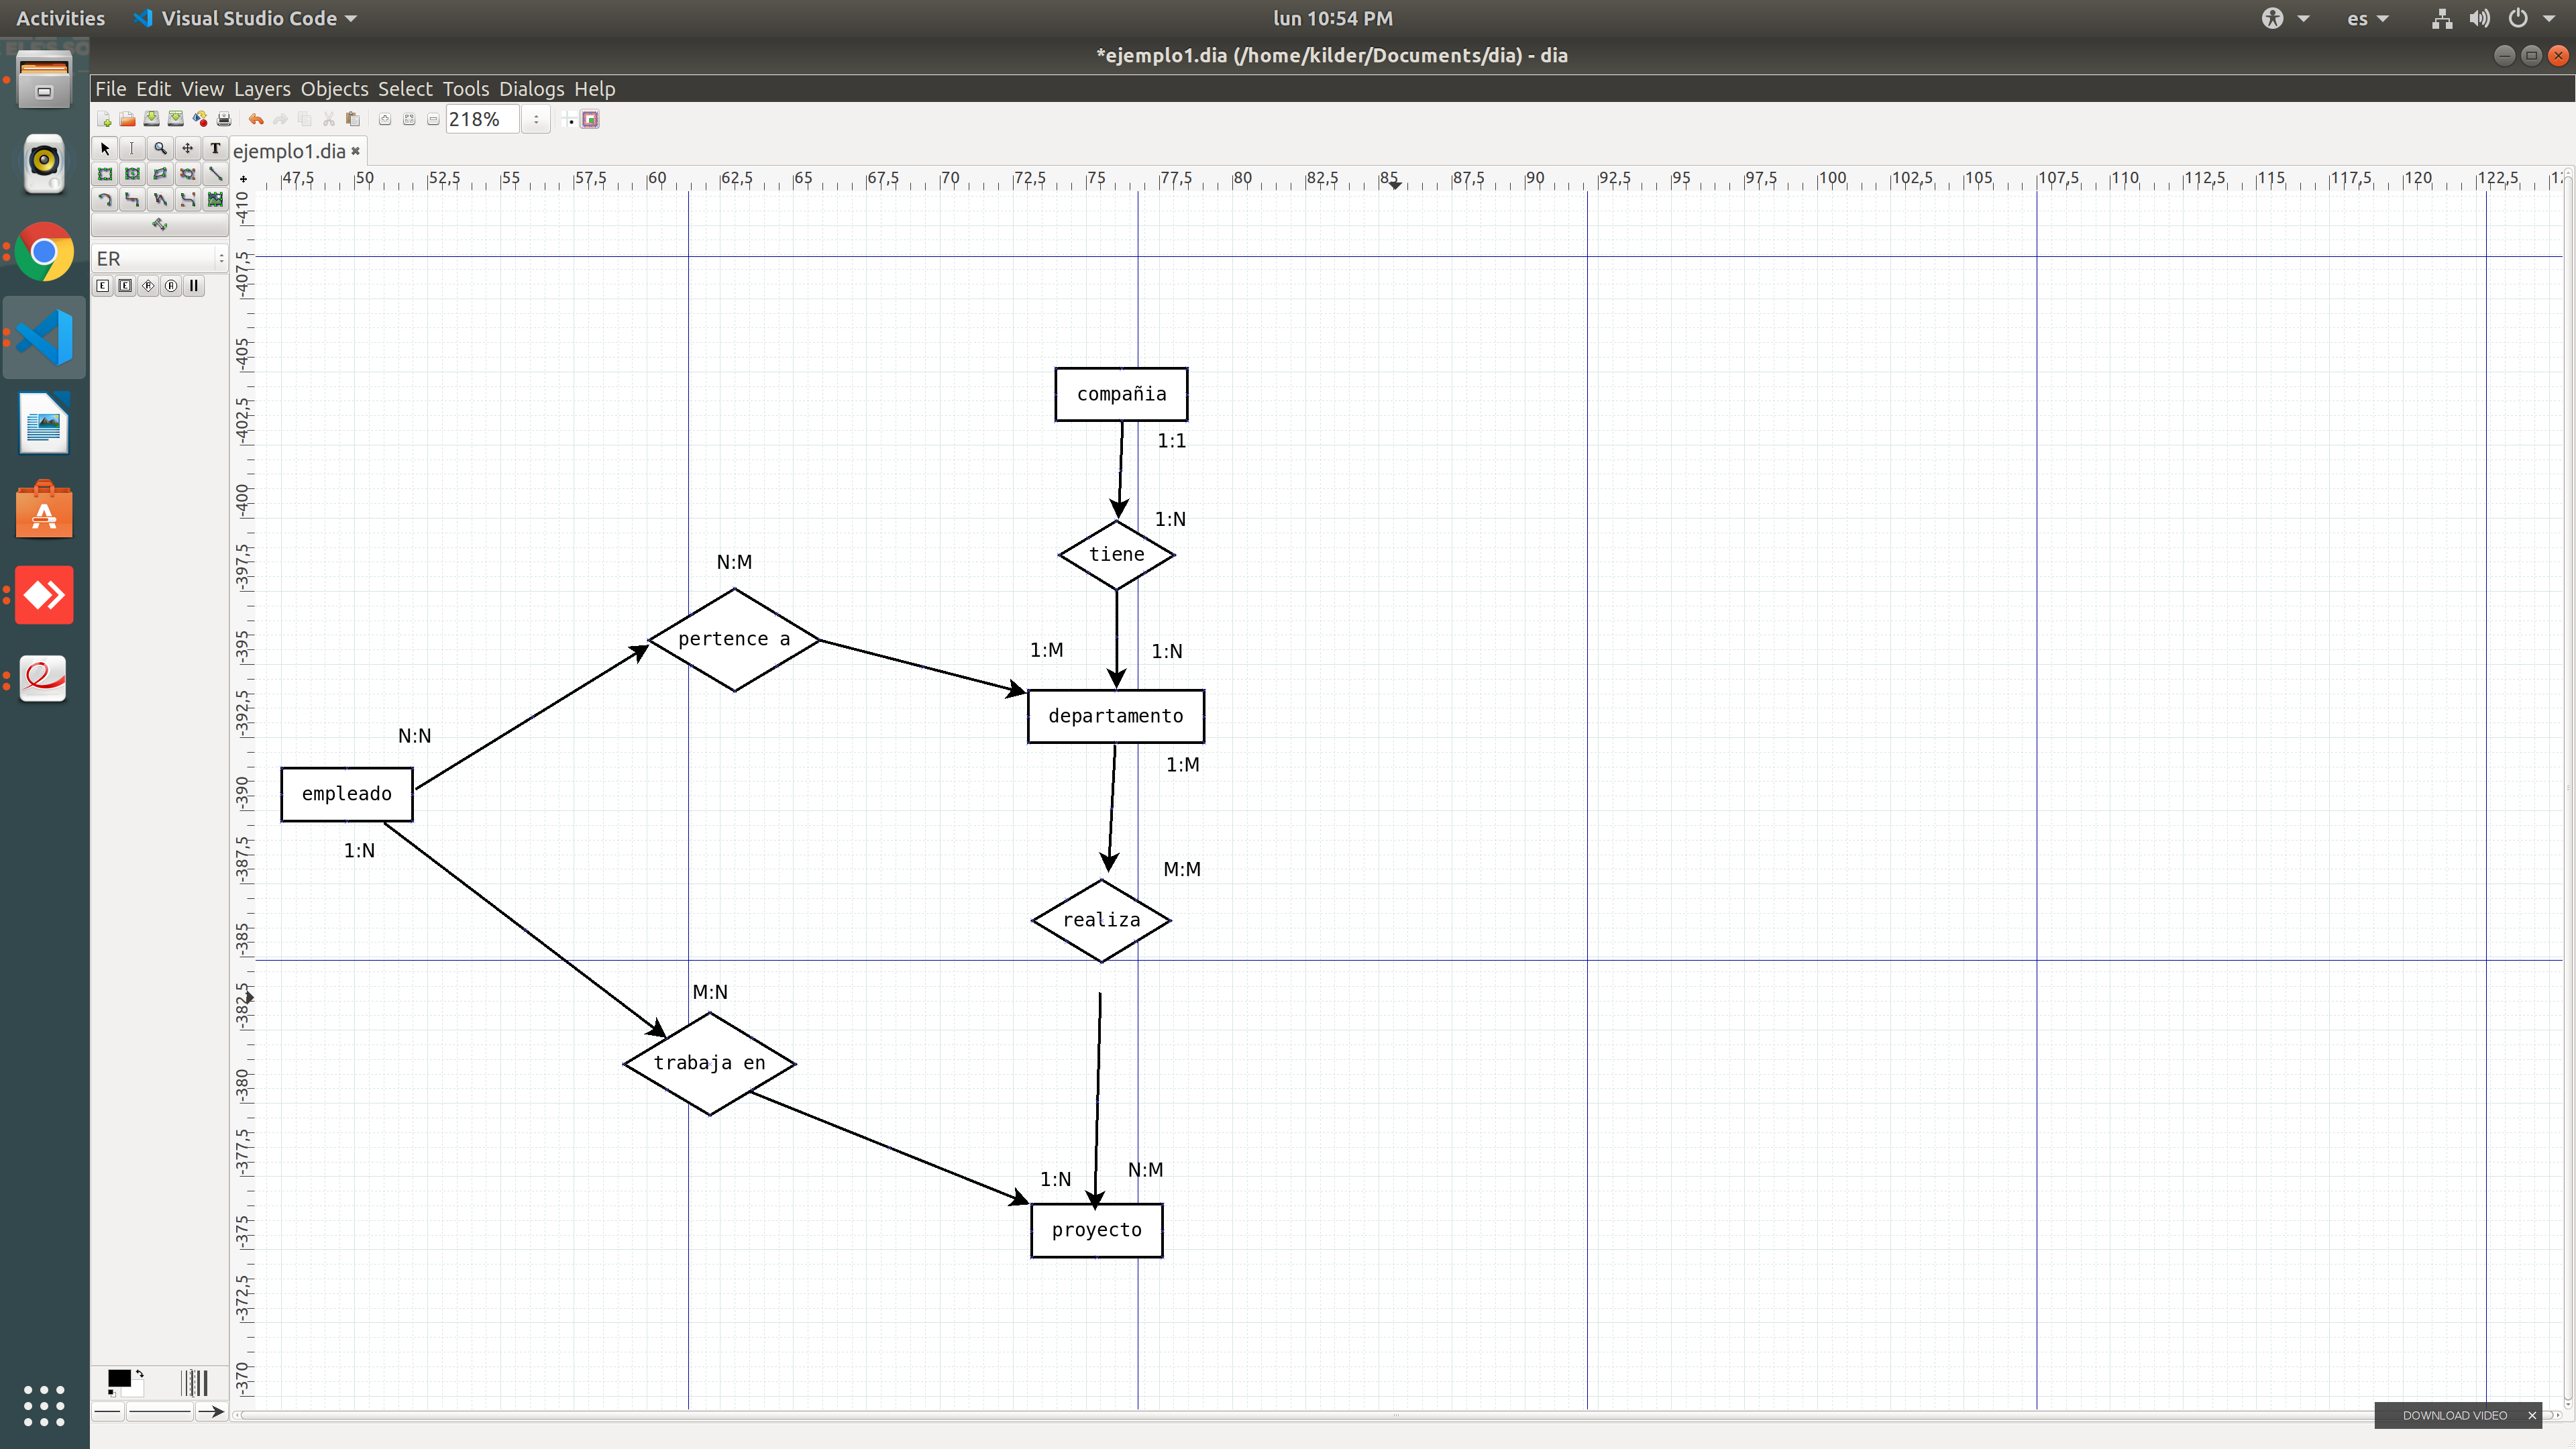 Activities
Visual Studio Code
lun 10:54 PM
es
*ejemplo1.dia (/home/kilder/Documents/dia) - dia
File Edit View Layers Objects Select Tools Dialogs Help
218%
ejemplo1.dia
47,5 50 52,5 55 57,5 60 62,5 65 67,5 70 72,5 75 77,5 80 82,5 85 87,5 90 92,5 95 97,5 100 102,5 105 107,5 110 112,5 115 117,5 120 122,5
ER
-410
-407,5
-405
-402,5
-400
-397,5
-395
-392,5
-390
-387,5
-385
-382,5
-380
-377,5
-375
-372,5
-370
compañia
1:1
1:N
tiene
N:M
pertence a
1:M
1:N
departamento
N:N
1:M
empleado
1:N
M:M
realiza
M:N
trabaja en
1:N
N:M
proyecto
DOWNLOAD VIDEO